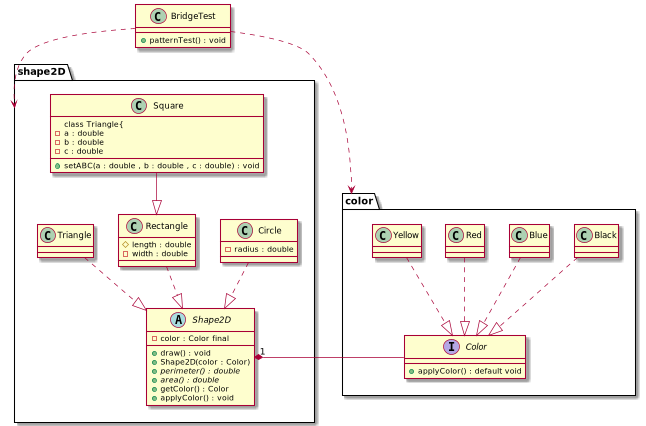 C BridgeTest
patternTest() : void
shape2D
C Square
class Triangle{
a : double
b : double
c : double
setABC(a : double , b : double , c : double) : void
C Triangle
C Rectangle
length : double
width : double
C Circle
radius : double
A Shape2D
color : Color final
draw() : void
Shape2D(color : Color)
perimeter() : double
area() : double
getColor() : Color
applyColor() : void
1
color
C Yellow
C Red
C Blue
C Black
I Color
applyColor() : default void